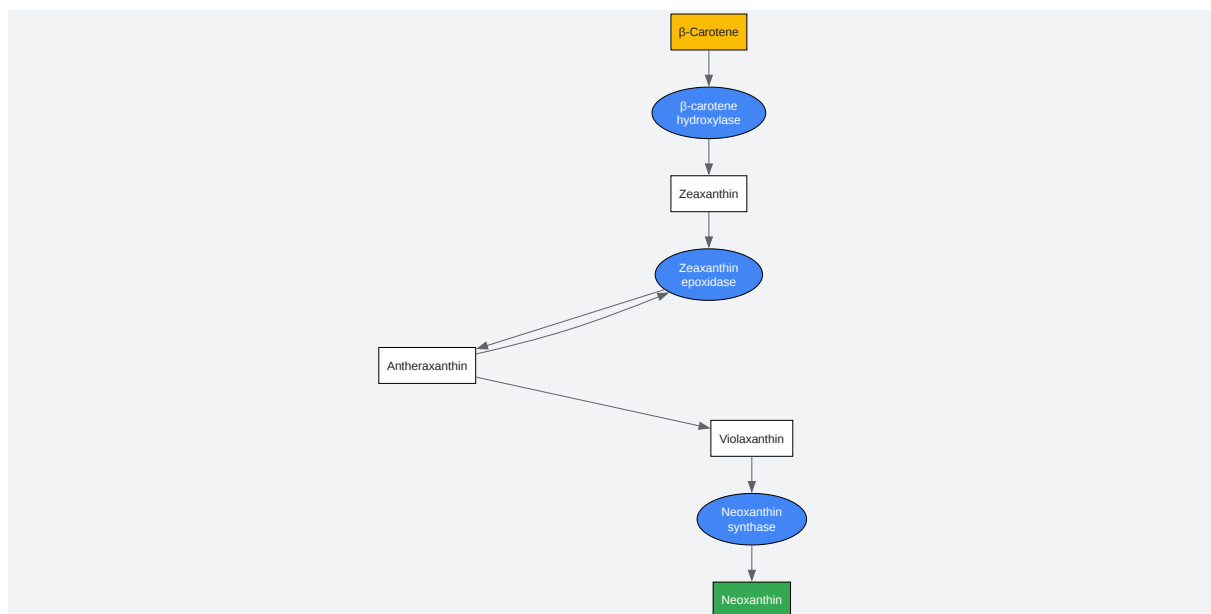 β-Carotene
β-carotene
hydroxylase
Zeaxanthin
Zeaxanthin
epoxidase
Antheraxanthin
Violaxanthin
Neoxanthin
synthase
Neoxanthin